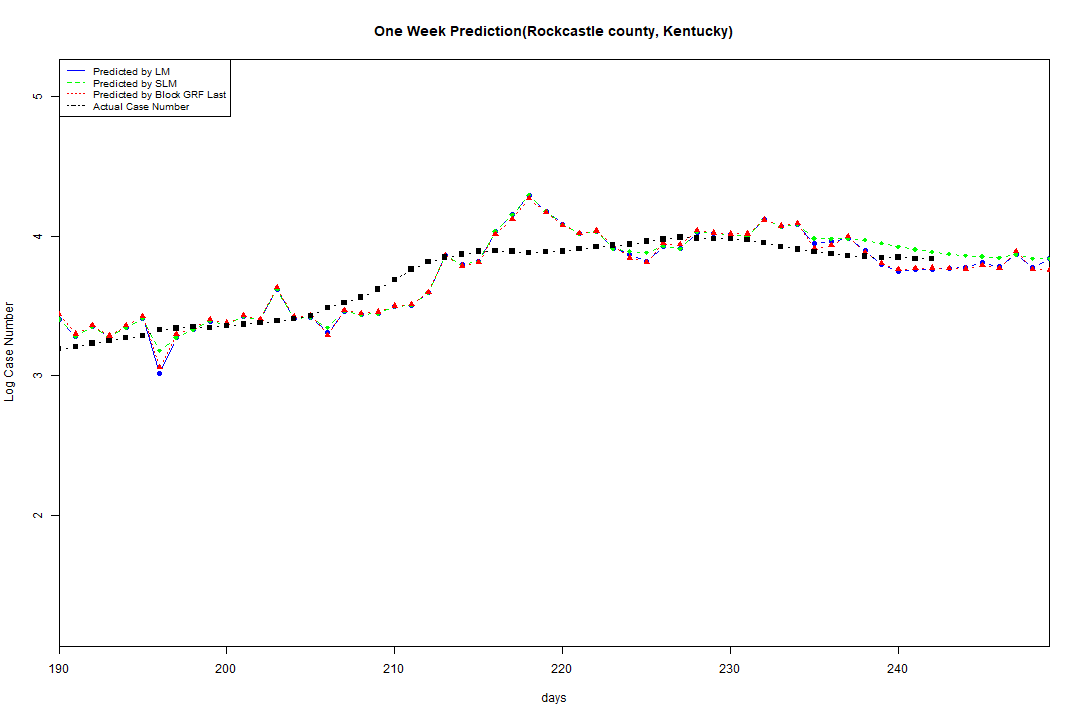 One Week Prediction(Rockcastle county, Kentucky)
Predicted by LM
Predicted by SLM
Predicted by Block GRF Last
Actual Case Number
5
4
3
2
Log Case Number
190 200 210 220 230 240
days